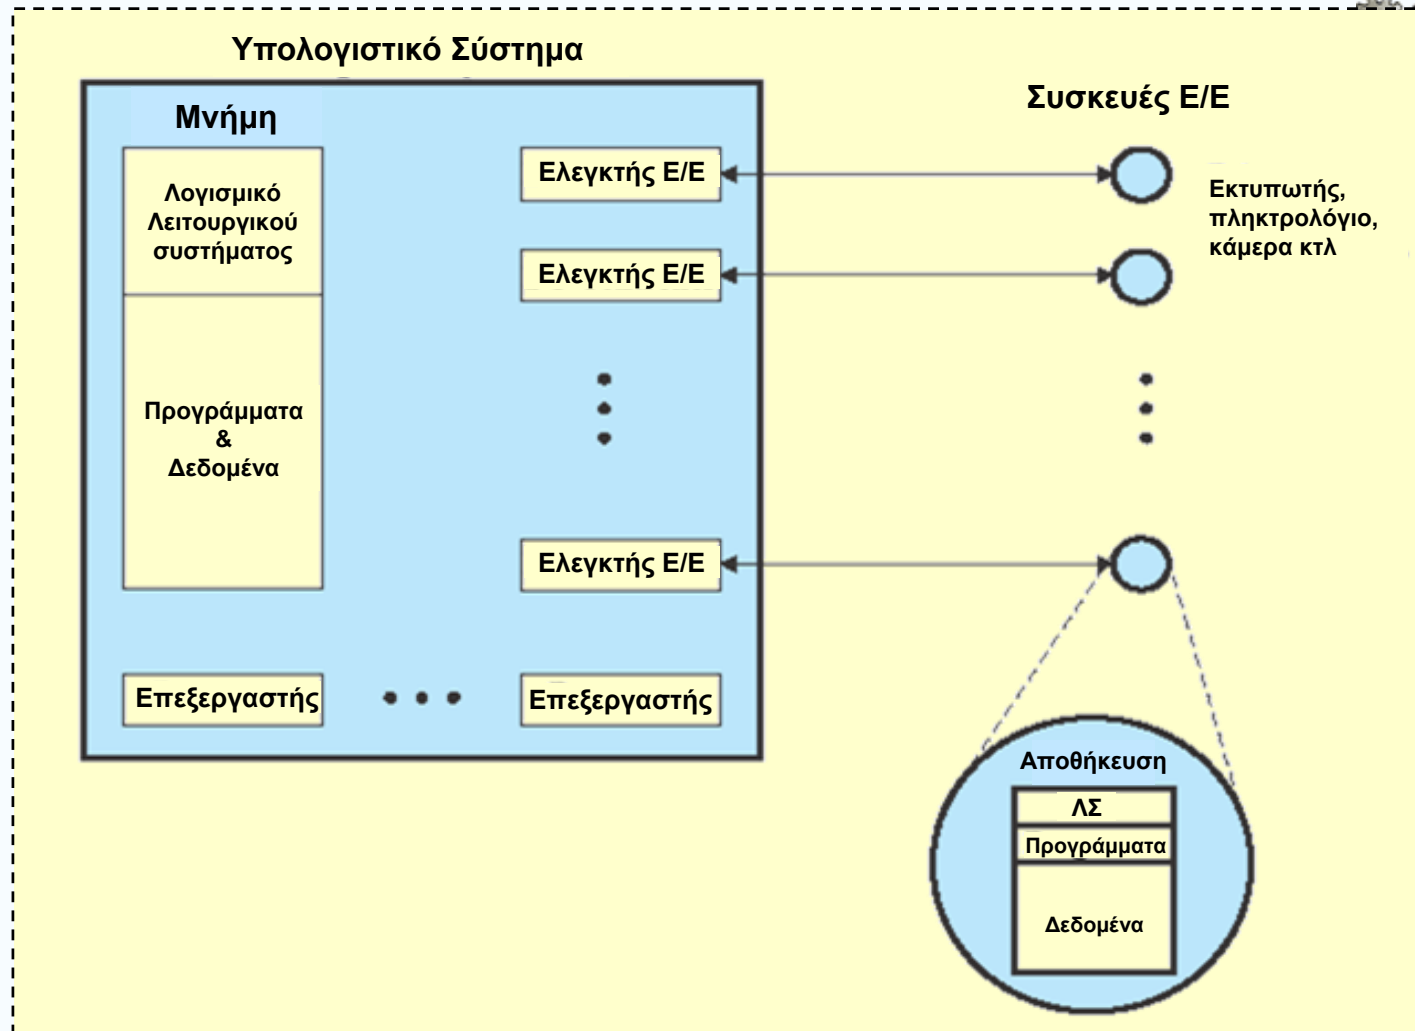 Υπολογιστικό Σύστημα
Μνήμη
Λογισμικό
Λειτουργικού
συστήματος
Προγράμματα
&
Δεδομένα
Ελεγκτής Ε/Ε
Ελεγκτής Ε/Ε
Ελεγκτής Ε/Ε
Επεξεργαστής
Επεξεργαστής
Συσκευές Ε/Ε
Εκτυπωτής,
πληκτρολόγιο,
κάμερα κτλ
Αποθήκευση
ΛΣ
Προγράμματα
Δεδομένα